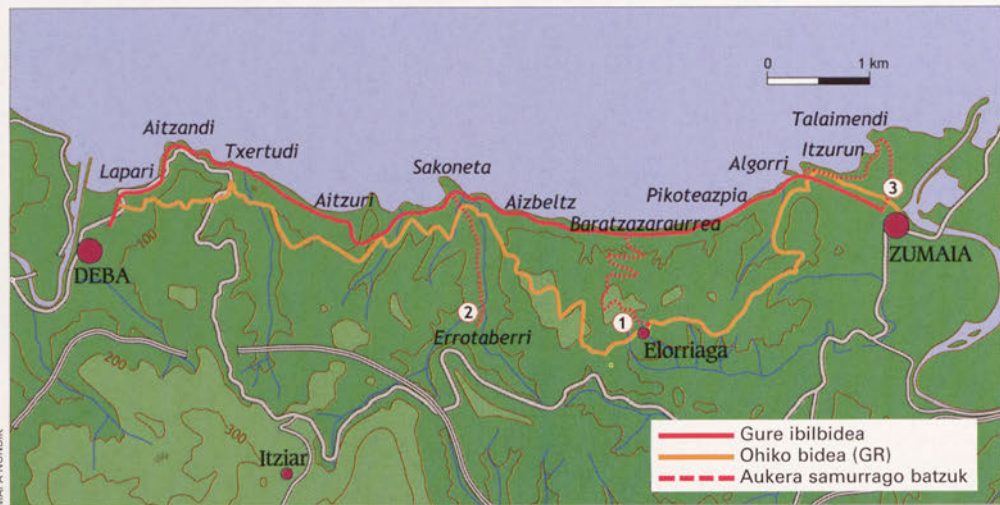 0 1 km
Talaimendi
Aitzandi
Itzurun
Lapari
Txertudi
Sakoneta
Algorri
Aitzuri
Aizbeltz
Pikoteazpia
3
Baratzazaraurrea
ZUMAIA
100
DEBA
2
1
Errotaberri
Elorriaga
200
300
Itziar
Gure ibilbidea
Ohiko bidea (GR)
Aukera samurrago batzuk